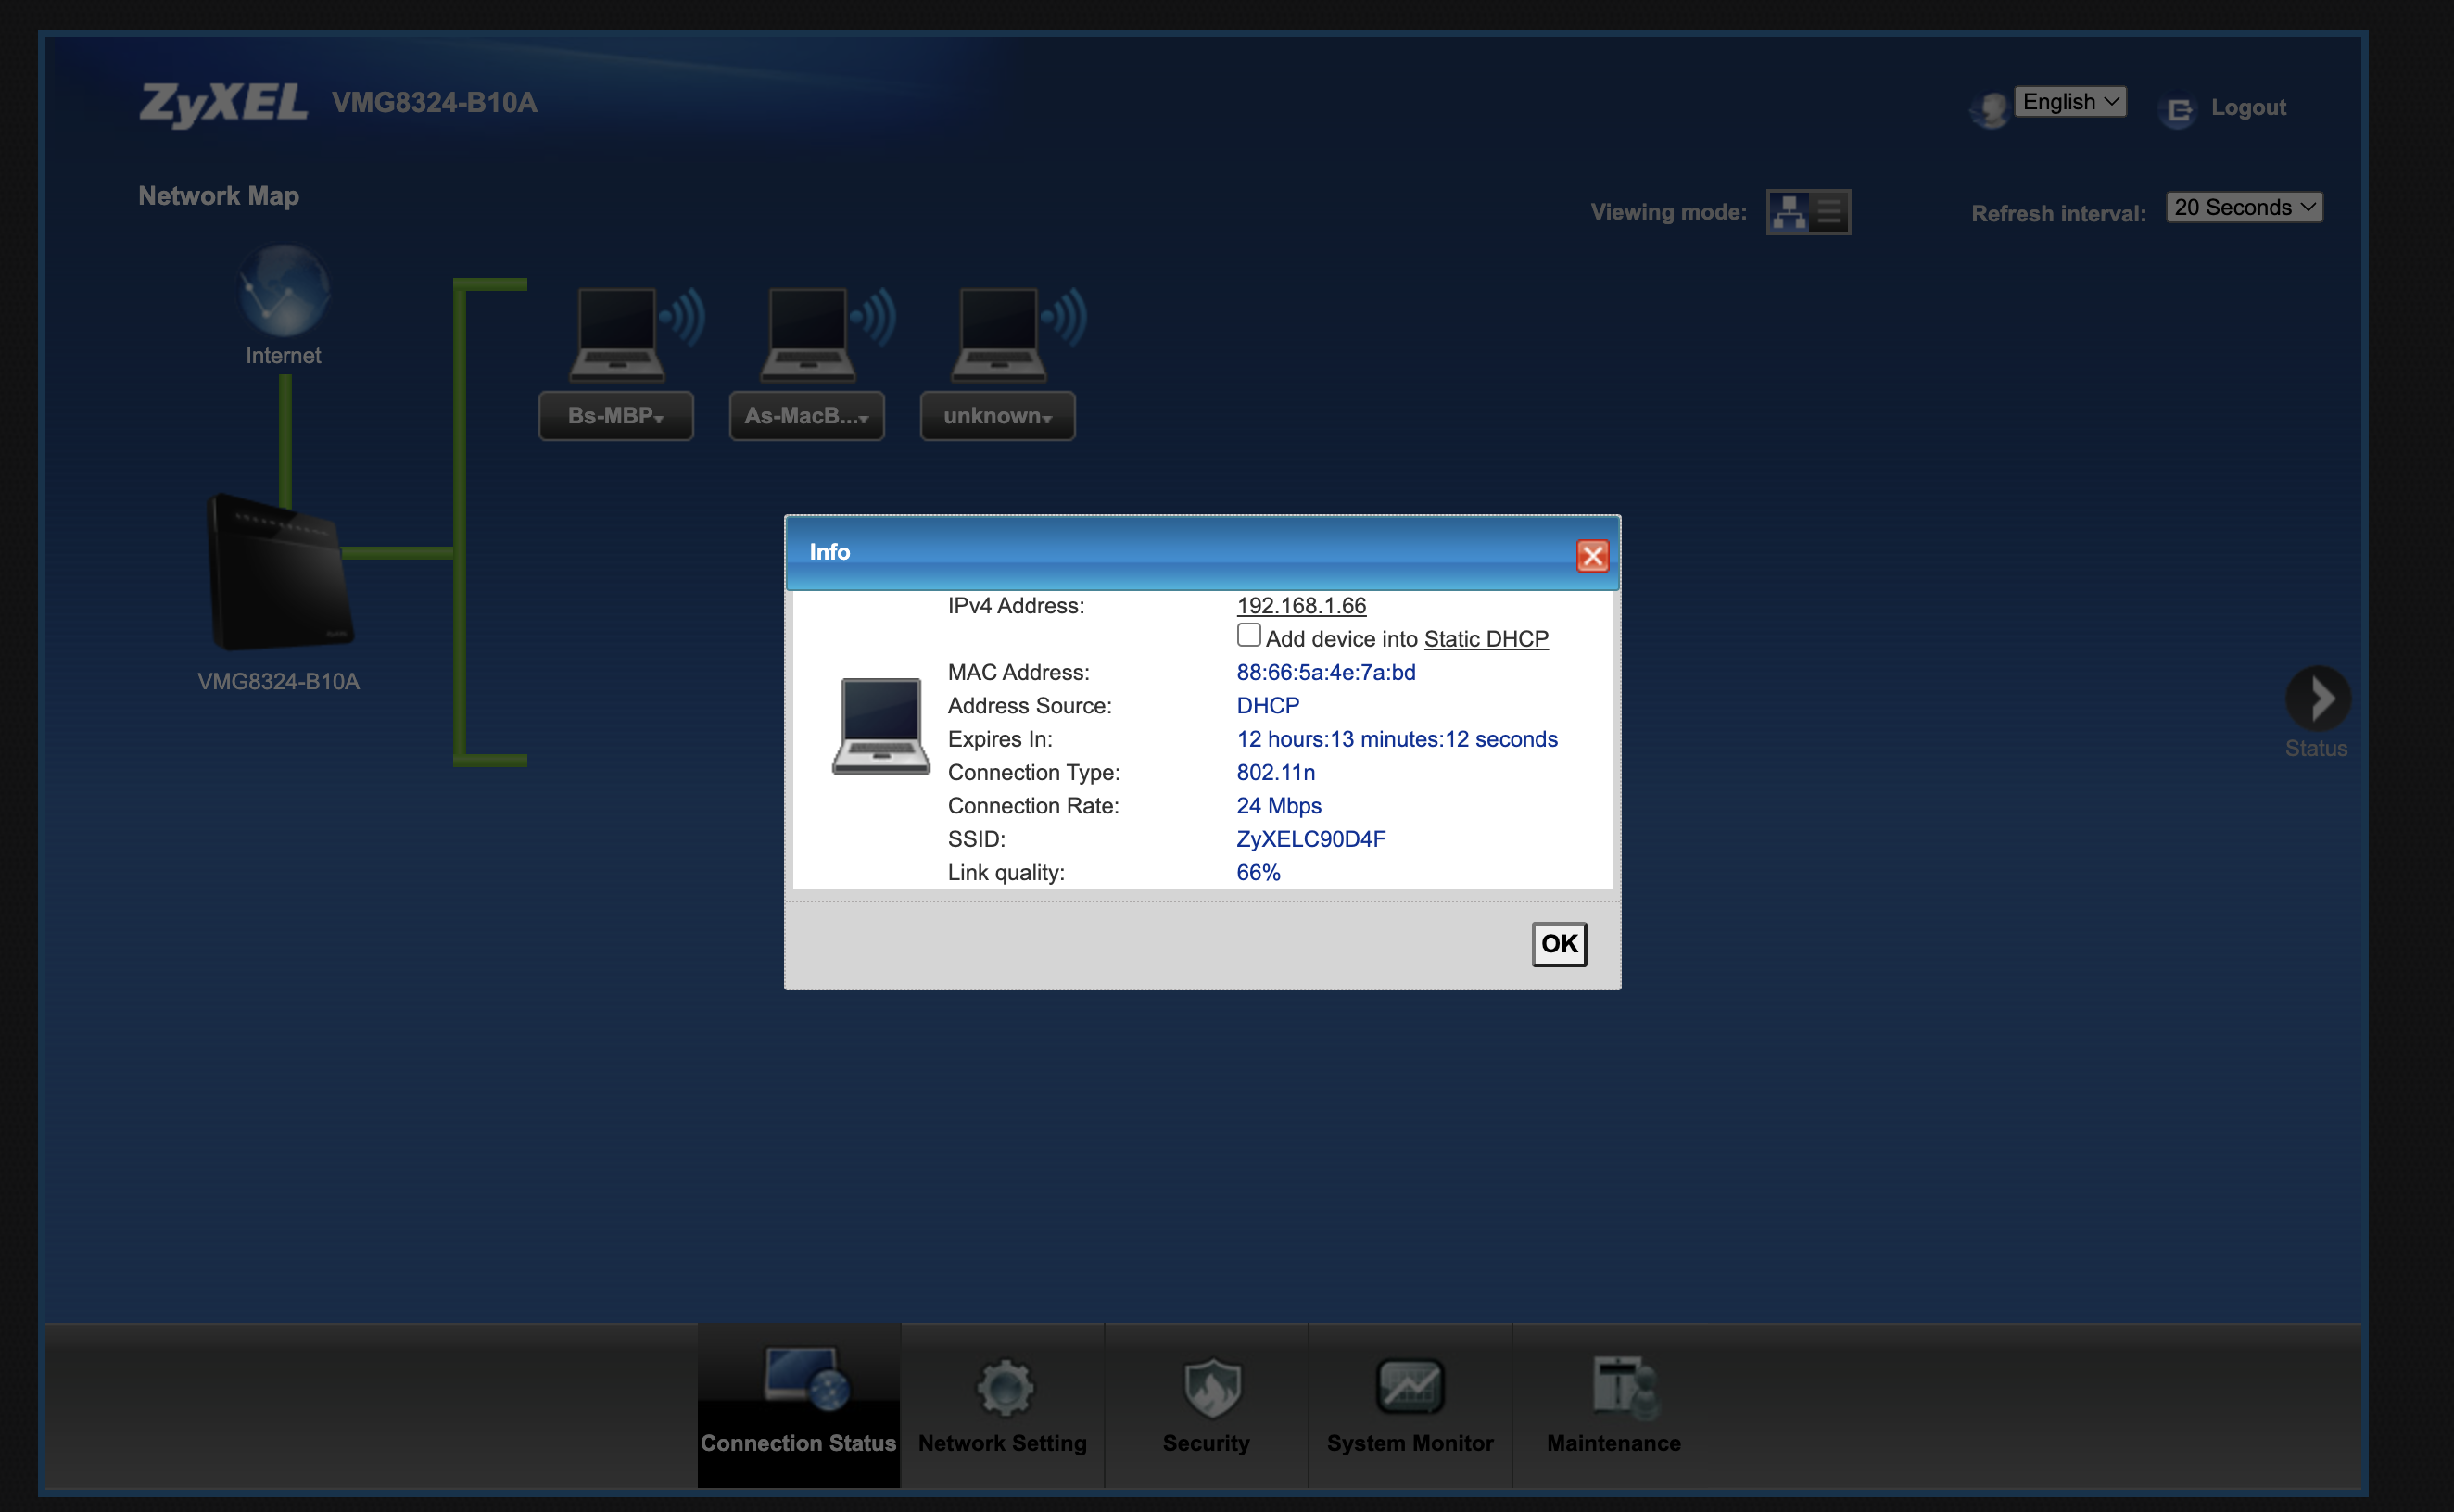 ZyXEL VMG8324-B10A
English
Logout
Network Map
Viewing mode:
Refresh interval: 20 Seconds
Internet
Bs-MBP
As-MacB...
unknown
VMG8324-B10A
Info
IPv4 Address: 192.168.1.66
Add device into Static DHCP
MAC Address: 88:66:5a:4e:7a:bd
Address Source: DHCP
Expires In: 12 hours:13 minutes:12 seconds
Connection Type: 802.11n
Connection Rate: 24 Mbps
SSID: ZyXELC90D4F
Link quality: 66%
OK
Status
Connection Status
Network Setting
Security
System Monitor
Maintenance